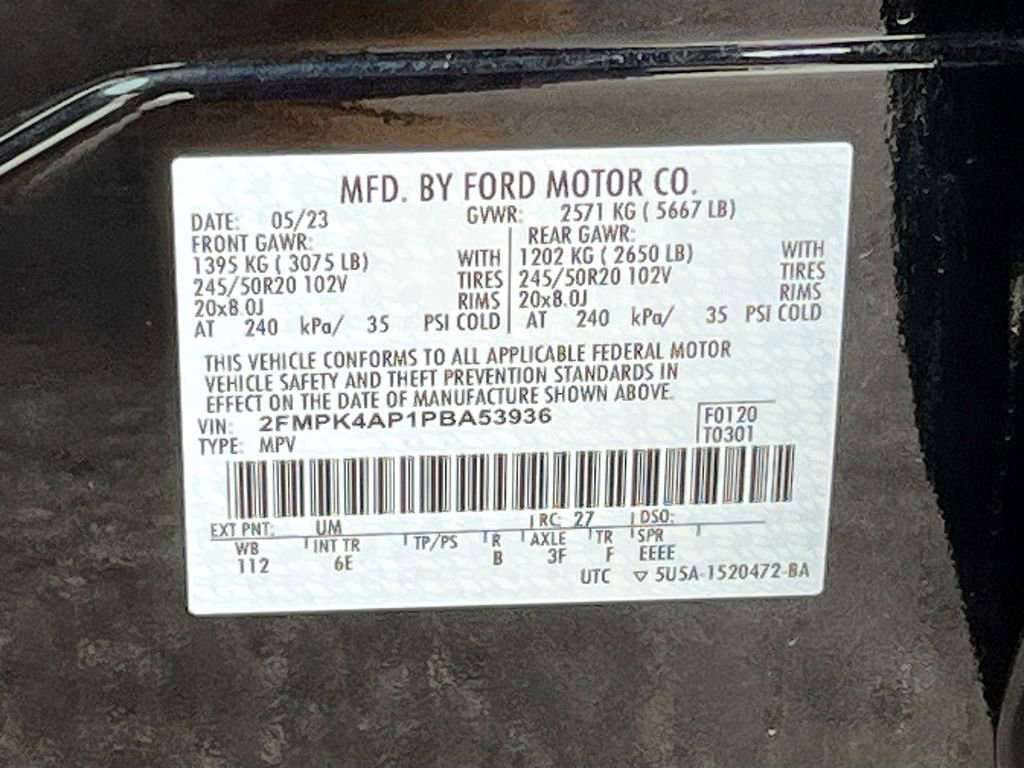 MFD. BY FORD MOTOR CO.
DATE: 05/23 GVWR: 2571 KG ( 5667 LB)
FRONT GAWR: REAR GAWR:
1395 KG ( 3075 LB) WITH 1202 KG ( 2650 LB) WITH
245/50R20 102V TIRES 245/50R20 102V TIRES
20x8.0J RIMS 20x8.0J RIMS
AT 240 kPa/ 35 PSI COLD AT 240 kPa/ 35 PSI COLD
THIS VEHICLE CONFORMS TO ALL APPLICABLE FEDERAL MOTOR
VEHICLE SAFETY AND THEFT PREVENTION STANDARDS IN
EFFECT ON THE DATE OF MANUFACTURE SHOWN ABOVE.
VIN: 2FMPK4AP1PBA53936 F0120
TYPE: MPV T0301
EXT PNT: UM RC: 27 DSO:
WB INT TR TP/PS R AXLE TR SPR
112 6E B 3F F EEEE
UTC ▽ 5U5A-1520472-BA